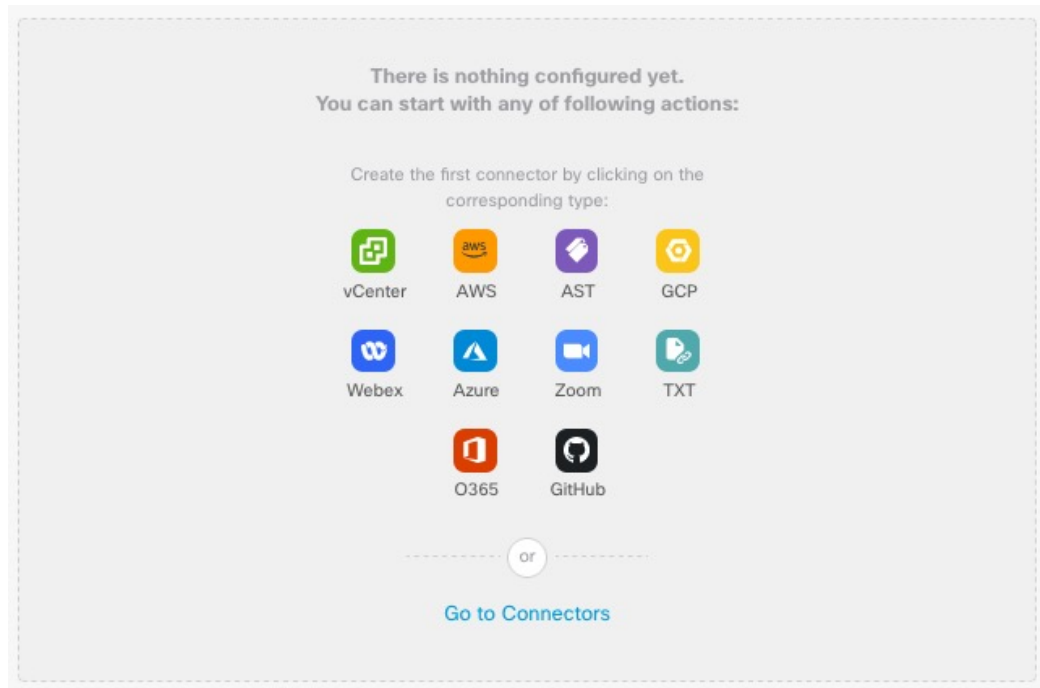 There is nothing configured yet.
You can start with any of following actions:
Create the first connector by clicking on the
corresponding type:
aws
vCenter AWS AST GCP
Webex Azure Zoom TXT
O365 GitHub
or
Go to Connectors